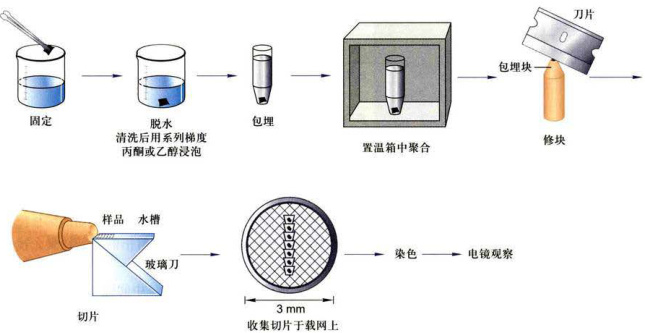 刀片
包埋块
固定
脱水
清洗后用系列梯度
丙酮或乙醇浸泡
包埋
置温箱中聚合
修块
样品
水槽
玻璃刀
切片
3 mm
收集切片于载网上
染色
电镜观察